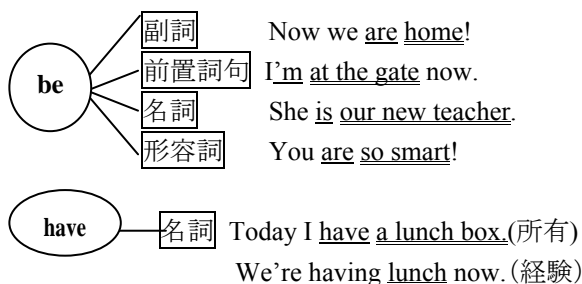 be
副詞 Now we are home!
前置詞句 I'm at the gate now.
名詞 She is our new teacher.
形容詞 You are so smart!
have 名詞 Today I have a lunch box.(所有)
We're having lunch now.(経験)